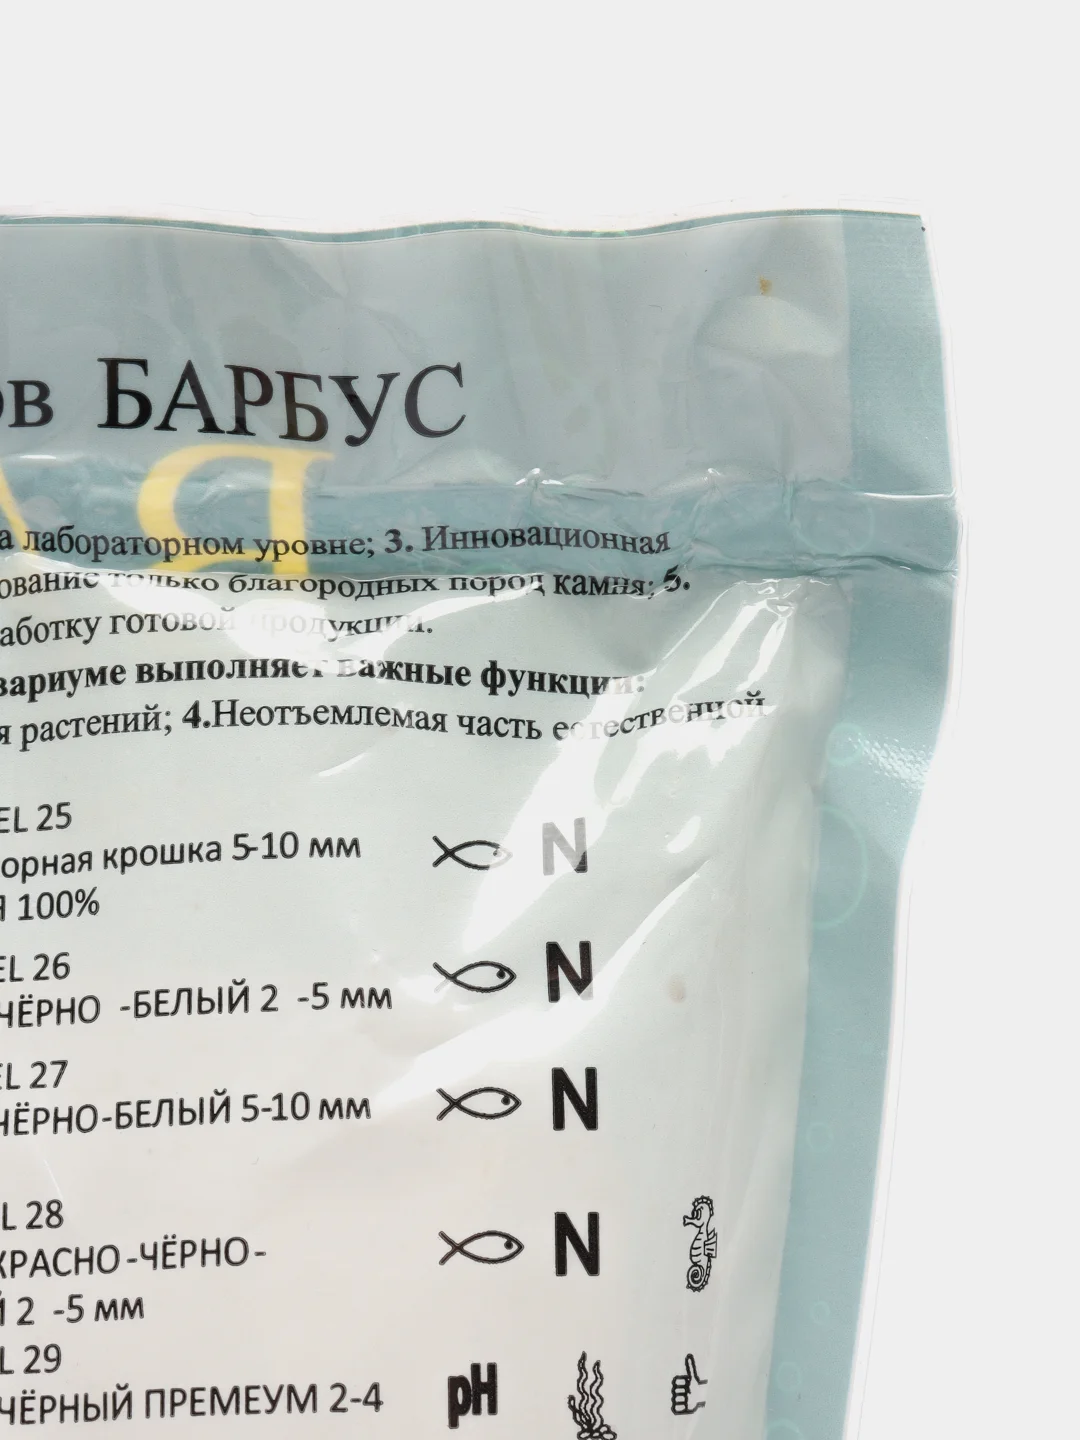 ов БАРБУС
а лабораторном уровне; 3. Инновационная
ование только благородных пород камня; 5.
аботку готовой продукции.
вариуме выполняет важные функции:
я растений; 4.Неотъемлемая часть естественной
EL 25
орная крошка 5-10 мм N
Я 100%
EL 26
ЧЁРНО -БЕЛЫЙ 2 -5 мм N
EL 27
ЧЁРНО-БЕЛЫЙ 5-10 мм N
L 28
КРАСНО-ЧЁРНО- N
Й 2 -5 мм
L 29
ЧЁРНЫЙ ПРЕМЕУМ 2-4 pH